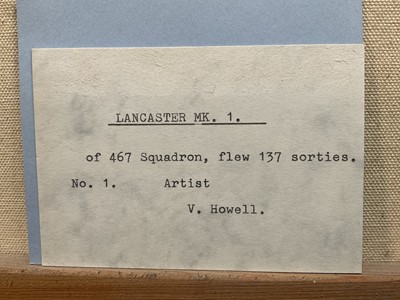 LANCASTER MK. 1.
of 467 Squadron, flew 137 sorties.
No. 1. Artist
V. Howell.